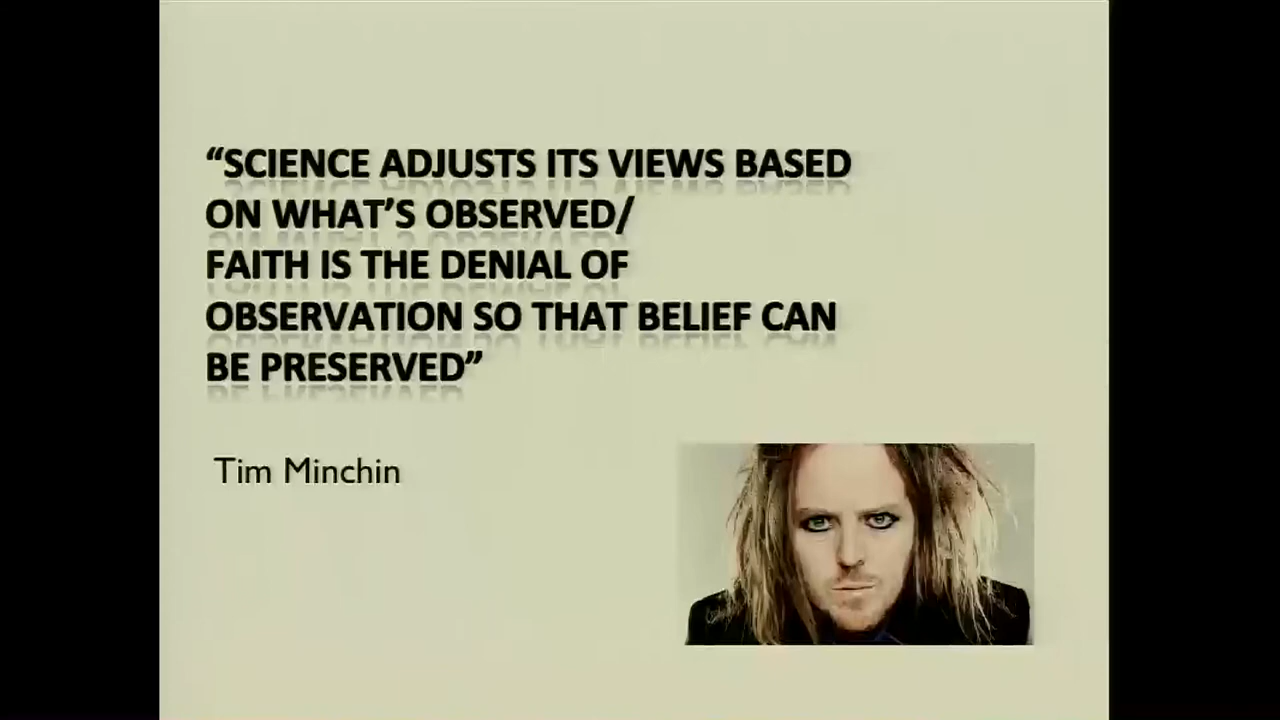 “SCIENCE ADJUSTS ITS VIEWS BASED
ON WHAT’S OBSERVED/
FAITH IS THE DENIAL OF
OBSERVATION SO THAT BELIEF CAN
BE PRESERVED”
Tim Minchin